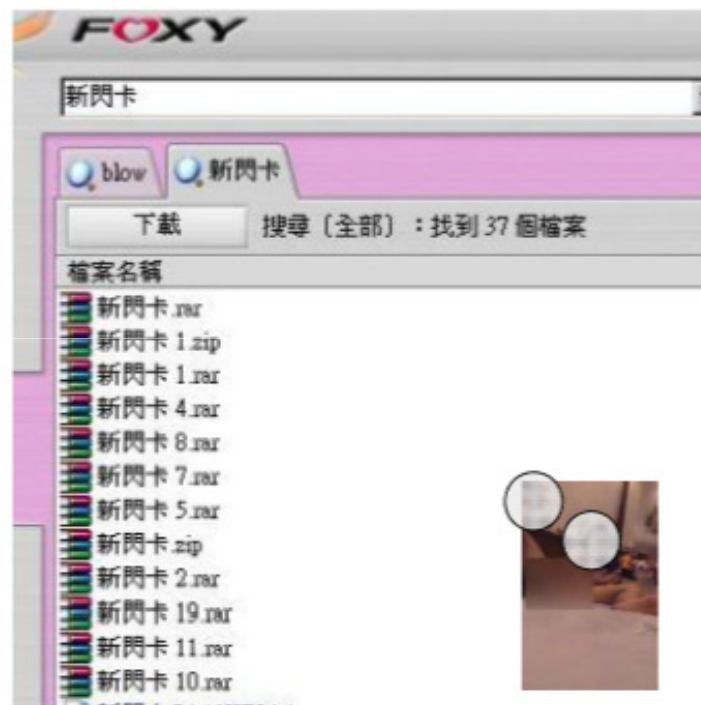 FOXY
新閃卡
blow 新閃卡
下載 搜尋〔全部〕：找到 37 個檔案
檔案名稱
新閃卡.rar
新閃卡 1.zip
新閃卡 1.rar
新閃卡 4.rar
新閃卡 8.rar
新閃卡 7.rar
新閃卡 5.rar
新閃卡.zip
新閃卡 2.rar
新閃卡 19.rar
新閃卡 11.rar
新閃卡 10.rar